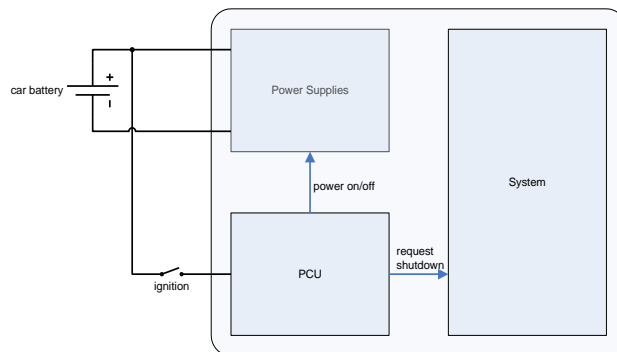 +
car battery
Power Supplies
power on/off
System
request
shutdown
PCU
ignition